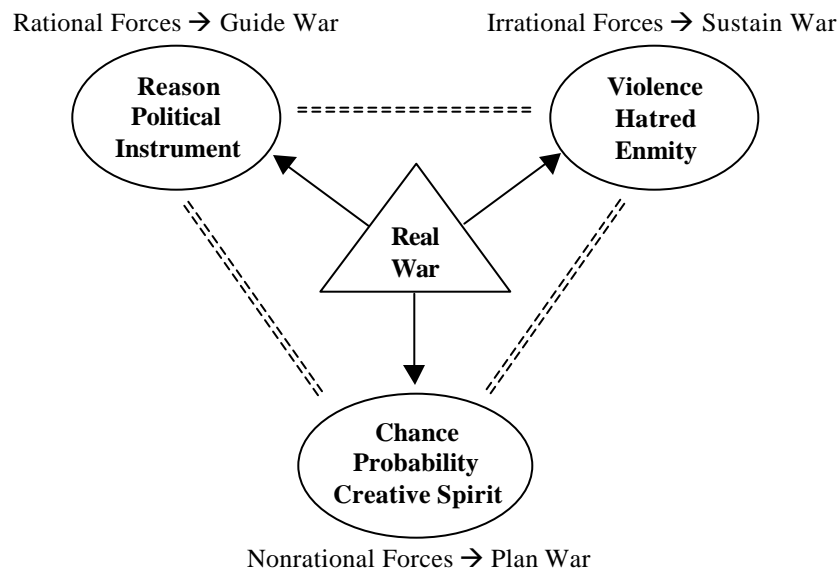 Rational Forces → Guide War
Irrational Forces → Sustain War
Reason
Political
Instrument
Violence
Hatred
Enmity
Real
War
Chance
Probability
Creative Spirit
Nonrational Forces → Plan War